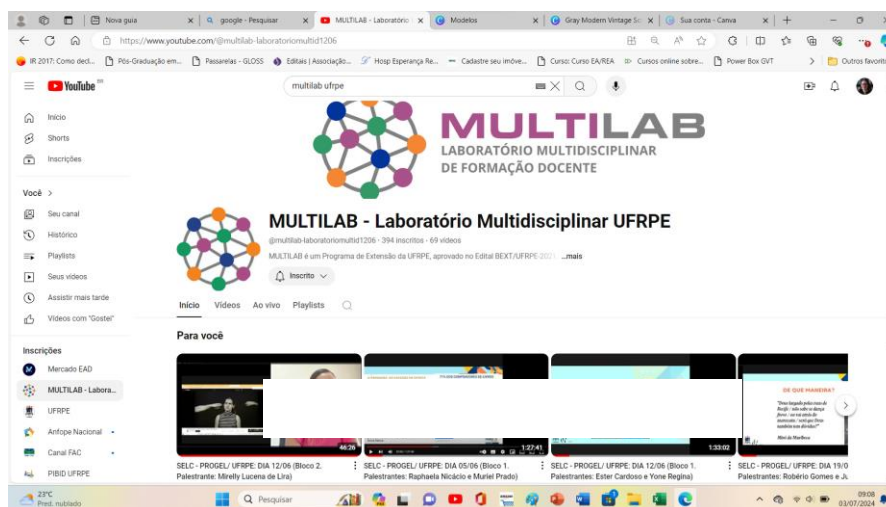 Nova guia
google - Pesquisar
MULTILAB - Laboratório
Modelos
Gray Modern Vintage Sc
Sua conta - Canva
https://www.youtube.com/@multilab-laboratoriomultid1206
IR 2017: Como decl...
Pós-Graduação em...
Passarelas - GLOSS
Editais | Associação...
Hosp Esperança Re...
Cadastre seu imóve...
Curso: Curso EA/REA
Cursos online sobre...
Power Box GVT
Outros favorito
YouTube BR
multilab ufrpe
Início
Shorts
Inscrições
Você >
Seu canal
Histórico
Playlists
Seus vídeos
Assistir mais tarde
Vídeos com "Gostei"
Inscrições
Mercado EAD
MULTILAB - Labora...
UFRPE
Anfope Nacional
Canal FAC
PIBID UFRPE
MULTILAB
LABORATÓRIO MULTIDISCIPLINAR
DE FORMAÇÃO DOCENTE
MULTILAB - Laboratório Multidisciplinar UFRPE
@multilab-laboratoriomultid1206 · 394 inscritos · 69 vídeos
MULTILAB é um Programa de Extensão da UFRPE, aprovado no Edital BEXT/UFRPE-2021 ...mais
Inscrito
Início Vídeos Ao vivo Playlists
Para você
DE QUE MANEIRA?
46:26
1:27:41
1:33:02
SELC - PROGEL/ UFRPE: DIA 12/06 (Bloco 2.
Palestrante: Mirelly Lucena de Lira)
SELC - PROGEL/ UFRPE: DIA 05/06 (Bloco 1.
Palestrantes: Raphaela Nicácio e Muriel Prado)
SELC - PROGEL/ UFRPE: DIA 12/06 (Bloco 1.
Palestrantes: Ester Cardoso e Yone Regina)
SELC - PROGEL/ UFRPE: DIA 19/0
Palestrantes: Robério Gomes e Ju
23°C
Pred. nublado
Pesquisar
09:08
03/07/2024